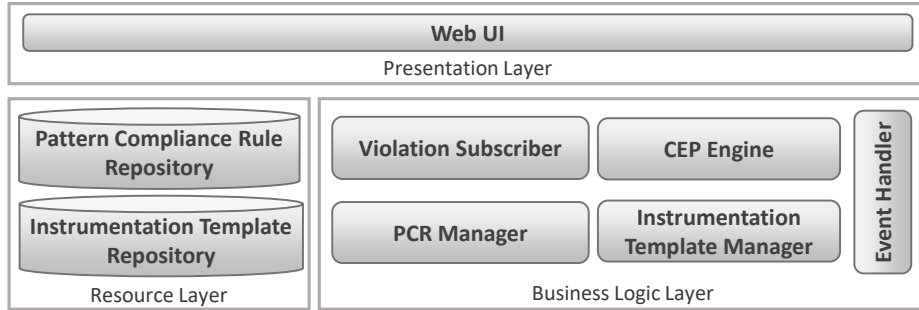 Web UI
Presentation Layer
Pattern Compliance Rule
Repository
Instrumentation Template
Repository
Resource Layer
Violation Subscriber
CEP Engine
PCR Manager
Instrumentation
Template Manager
Event Handler
Business Logic Layer